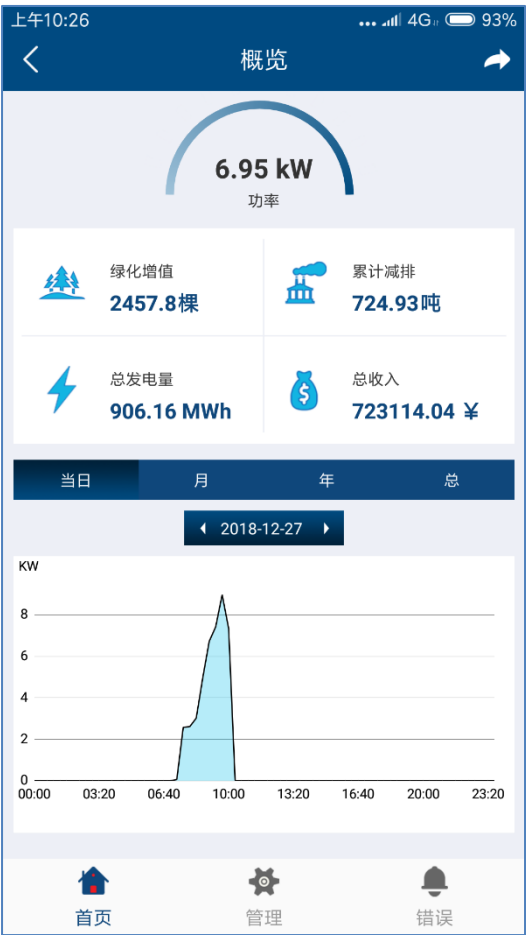 上午10:26 ... 4G 93%
概览
6.95 kW
功率
绿化增值
2457.8棵
累计减排
724.93吨
总发电量
906.16 MWh
总收入
723114.04 ¥
当日 月 年 总
2018-12-27
KW
8
6
4
2
0
00:00 03:20 06:40 10:00 13:20 16:40 20:00 23:20
首页 管理 错误